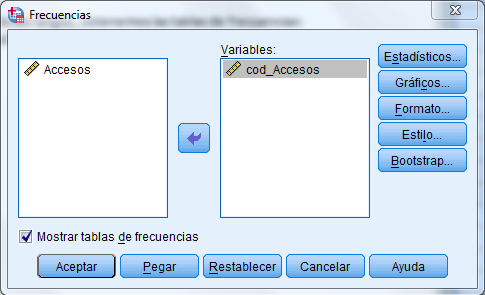 Frecuencias
Variables:
Accesos
cod_Accesos
Estadísticos...
Gráficos...
Formato...
Estilo...
Bootstrap...
Mostrar tablas de frecuencias
Aceptar
Pegar
Restablecer
Cancelar
Ayuda